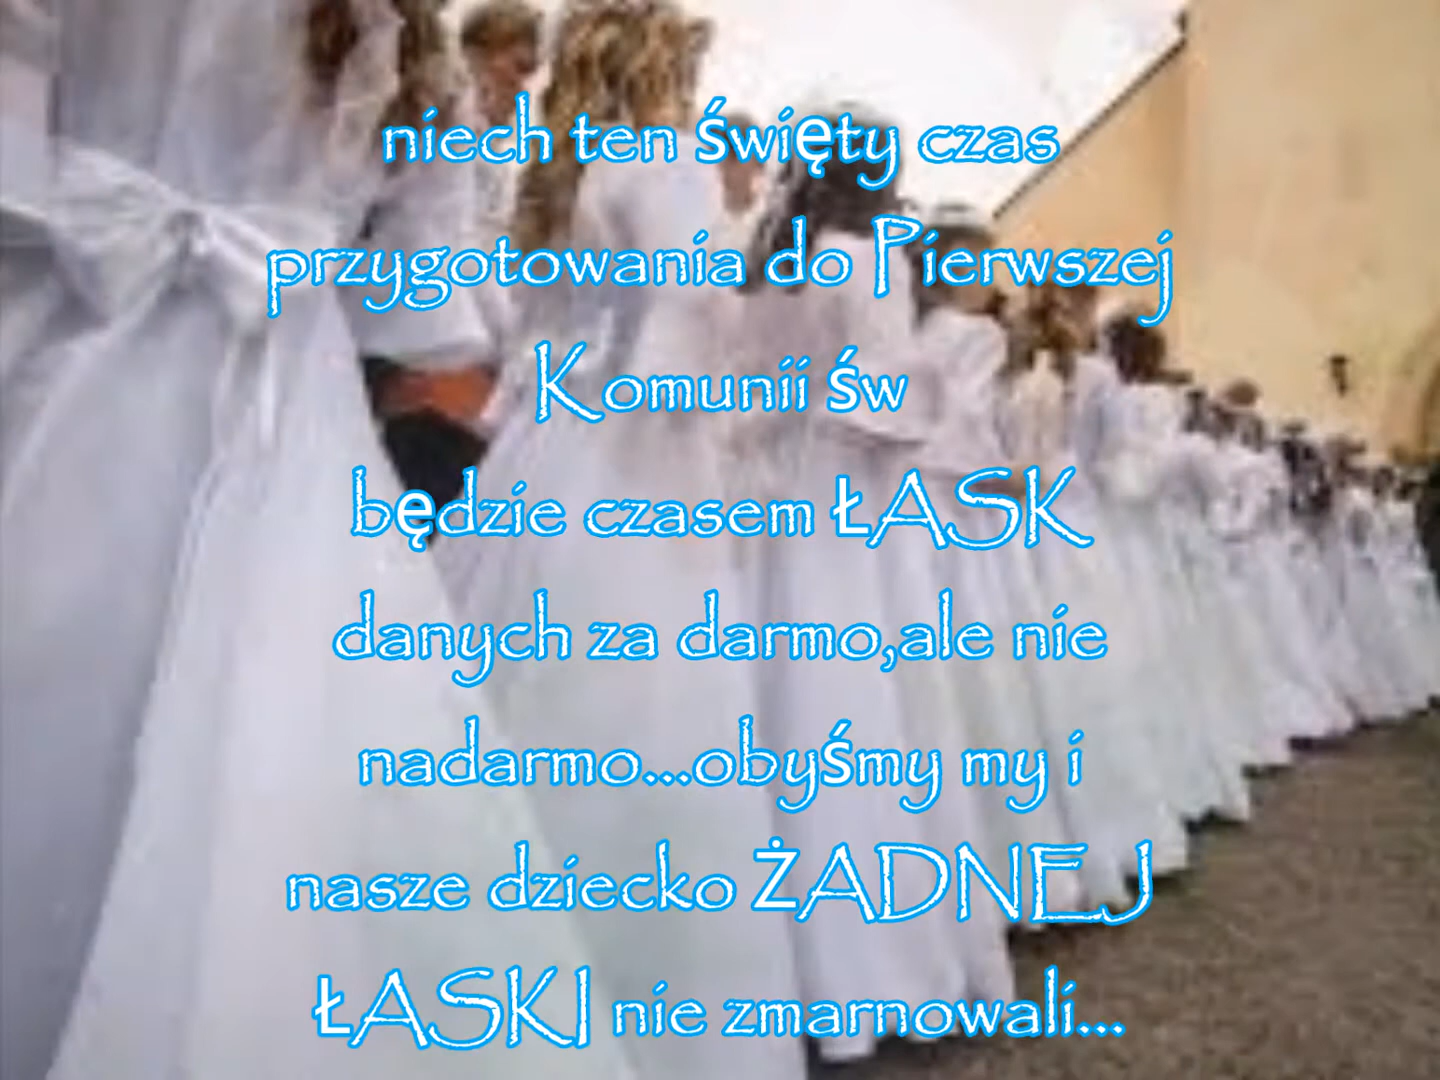 niech ten święty czas
przygotowania do Pierwszej
Komunii św
będzie czasem ŁASK
danych za darmo,ale nie
nadarmo...obyśmy my i
nasze dziecko ŻADNEJ
ŁASKI nie zmarnowali...